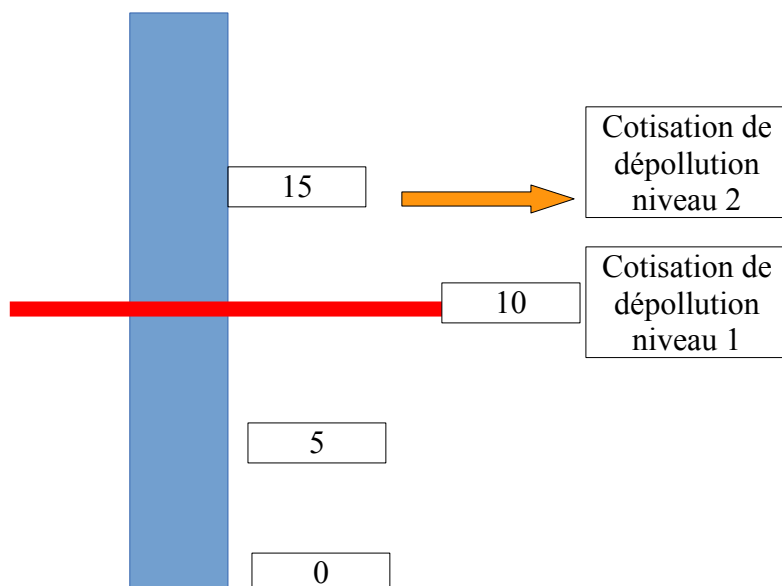 Cotisation de
dépollution
niveau 2
15
Cotisation de
dépollution
niveau 1
10
5
0